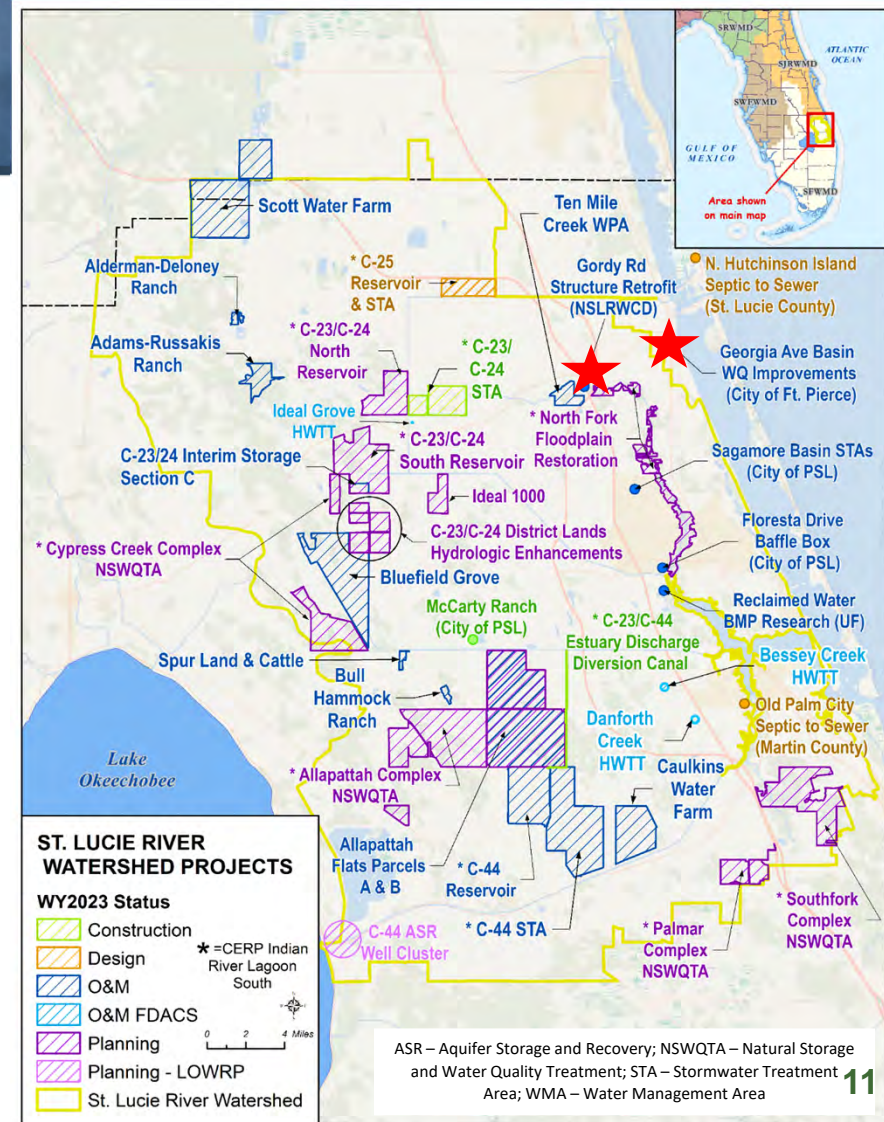 SRWMD
SJRWMD
ATLANTIC
OCEAN
SWFWMD
GULF OF
MEXICO
SFWMD
Area shown
on main map
Scott Water Farm
Ten Mile
Creek WPA
Alderman-Deloney
Ranch
* C-25
Reservoir
& STA
Gordy Rd
Structure Retrofit
(NSLRWCD)
N. Hutchinson Island
Septic to Sewer
(St. Lucie County)
Adams-Russakis
Ranch
* C-23/C-24
North
Reservoir
* C-23/
C-24
STA
Georgia Ave Basin
WQ Improvements
(City of Ft. Pierce)
Ideal Grove
HWTT
* North Fork
Floodplain
Restoration
C-23/24 Interim Storage
Section C
* C-23/C-24
South Reservoir
Sagamore Basin STAs
(City of PSL)
Ideal 1000
* Cypress Creek Complex
NSWQTA
C-23/C-24 District Lands
Hydrologic Enhancements
Floresta Drive
Baffle Box
(City of PSL)
Bluefield Grove
McCarty Ranch
(City of PSL)
* C-23/C-44
Estuary Discharge
Diversion Canal
Reclaimed Water
BMP Research (UF)
Spur Land & Cattle
Bull
Hammock
Ranch
Bessey Creek
HWTT
Old Palm City
Septic to Sewer
(Martin County)
Danforth
Creek
HWTT
Lake
Okeechobee
* Allapattah Complex
NSWQTA
Caulkins
Water
Farm
Allapattah
Flats Parcels
A & B
* C-44
Reservoir
* C-44 STA
* Palmar
Complex
NSWQTA
* Southfork
Complex
NSWQTA
C-44 ASR
Well Cluster
ST. LUCIE RIVER
WATERSHED PROJECTS
WY2023 Status
Construction
Design
O&M
O&M FDACS
Planning
Planning - LOWRP
St. Lucie River Watershed
* =CERP Indian
River Lagoon
South
0 2 4 Miles
ASR – Aquifer Storage and Recovery; NSWQTA – Natural Storage
and Water Quality Treatment; STA – Stormwater Treatment
Area; WMA – Water Management Area
11